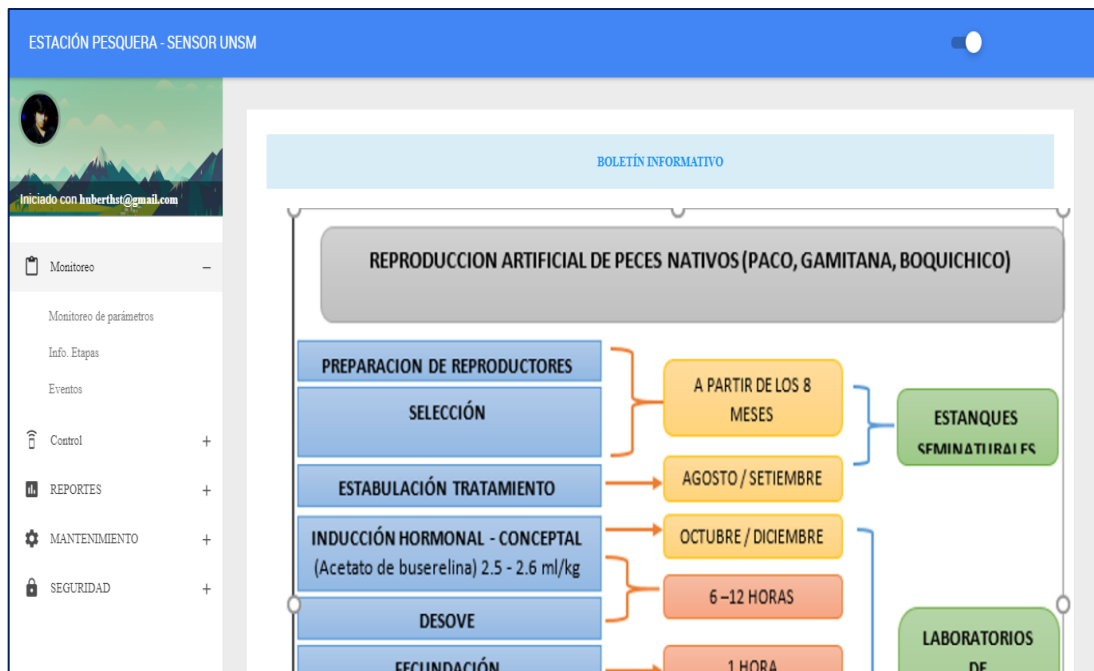 ESTACIÓN PESQUERA - SENSOR UNSM
Iniciado con huberthst@gmail.com
Monitoreo –
Monitoreo de parámetros
Info. Etapas
Eventos
Control +
REPORTES +
MANTENIMIENTO +
SEGURIDAD +
BOLETÍN INFORMATIVO
REPRODUCCION ARTIFICIAL DE PECES NATIVOS (PACO, GAMITANA, BOQUICHICO)
PREPARACION DE REPRODUCTORES
SELECCIÓN
A PARTIR DE LOS 8
MESES
ESTANQUES
SEMINATURALES
ESTABULACIÓN TRATAMIENTO
AGOSTO / SETIEMBRE
INDUCCIÓN HORMONAL - CONCEPTAL
(Acetato de buserelina) 2.5 - 2.6 ml/kg
OCTUBRE / DICIEMBRE
6 –12 HORAS
DESOVE
FECUNDACIÓN
1 HORA
LABORATORIOS
DE